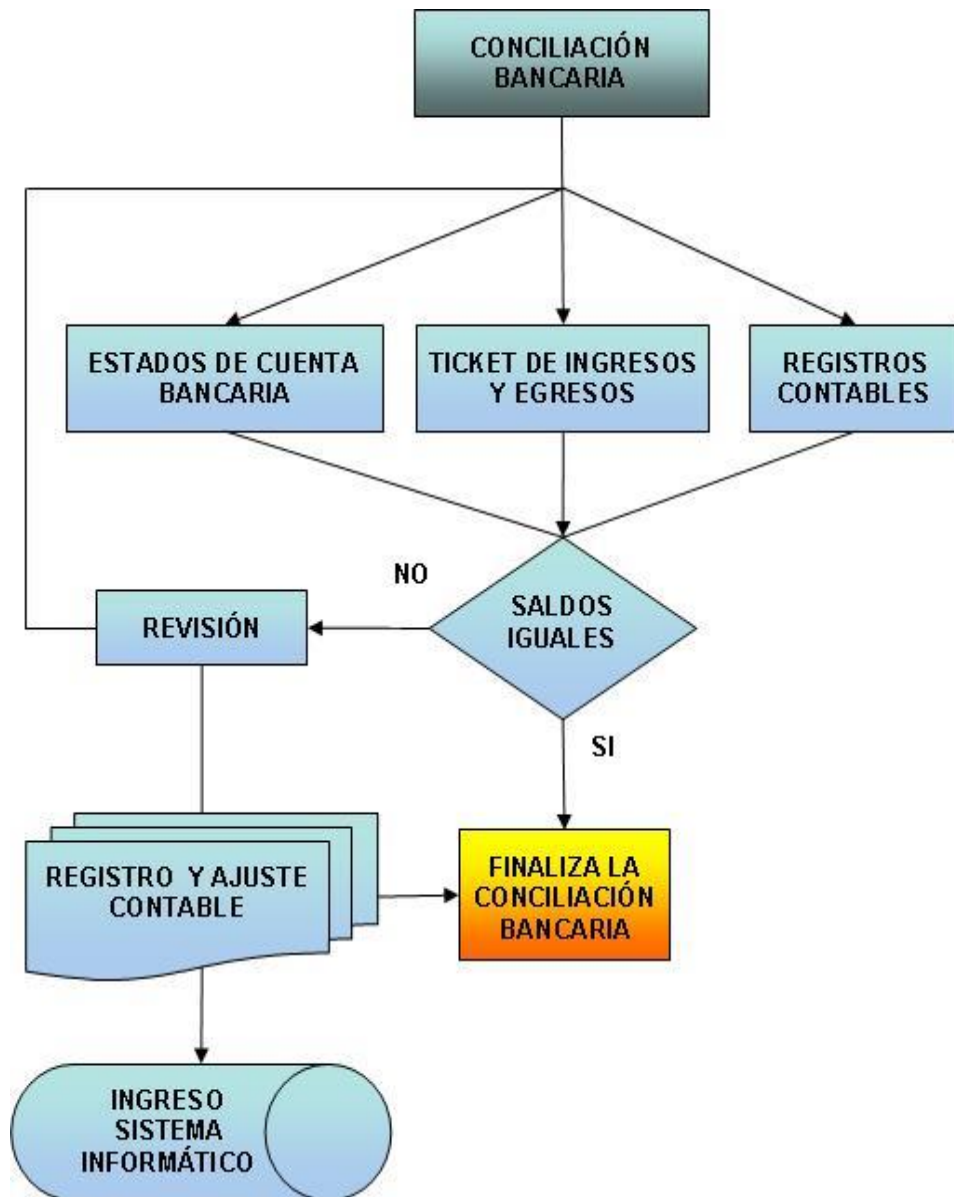 CONCILIACIÓN
BANCARIA
ESTADOS DE CUENTA
BANCARIA
TICKET DE INGRESOS
Y EGRESOS
REGISTROS
CONTABLES
NO
SALDOS
IGUALES
REVISIÓN
SI
REGISTRO Y AJUSTE
CONTABLE
FINALIZA LA
CONCILIACIÓN
BANCARIA
INGRESO
SISTEMA
INFORMÁTICO